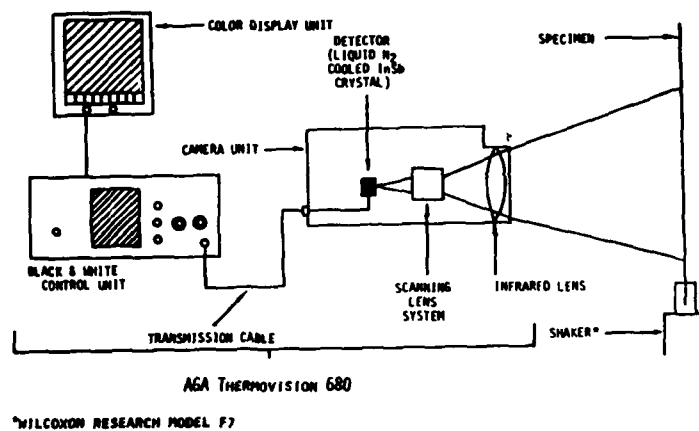 COLOR DISPLAY UNIT
DETECTOR
(LIQUID N2
COOLED InSb
CRYSTAL)
SPECIMEN
CAMERA UNIT
BLACK & WHITE
CONTROL UNIT
SCANNING
LENS
SYSTEM
INFRARED LENS
TRANSMISSION CABLE
SHAKER*
AGA THERMOVISION 680
*WILCOXON RESEARCH MODEL F7